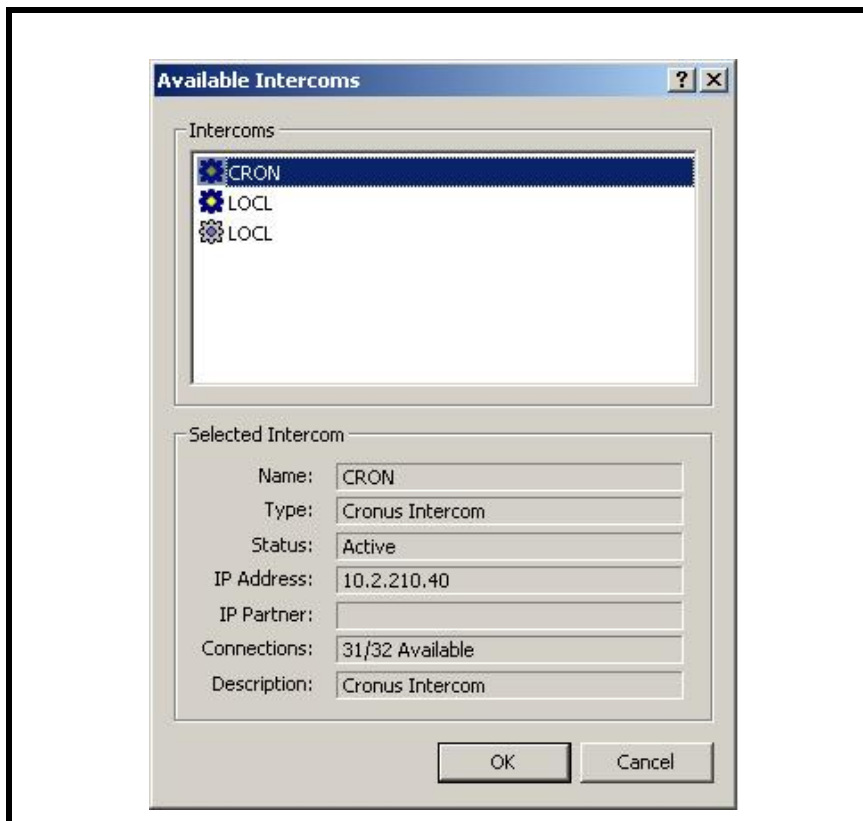 Available Intercoms
Intercoms
CRON
LOCL
LOCL
Selected Intercom
Name: CRON
Type: Cronus Intercom
Status: Active
IP Address: 10.2.210.40
IP Partner:
Connections: 31/32 Available
Description: Cronus Intercom
OK Cancel